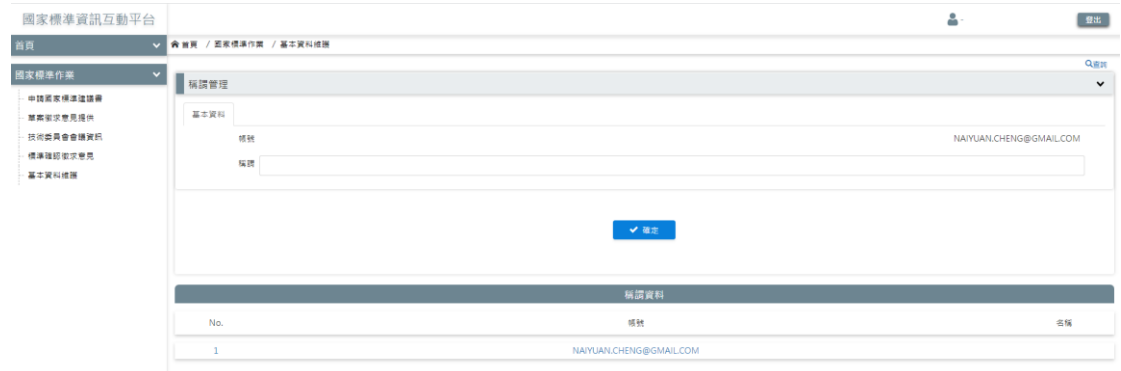 國家標準資訊互動平台
登出
首頁
首頁 / 國家標準作業 / 基本資料維護
查詢
國家標準作業
申請國家標準建議書
草案徵求意見提供
技術委員會會議資訊
標準確認徵求意見
基本資料維護
稱謂管理
基本資料
帳號 NAIYUAN.CHENG@GMAIL.COM
稱謂
確定
稱謂資料
No. 帳號 名稱
1 NAIYUAN.CHENG@GMAIL.COM